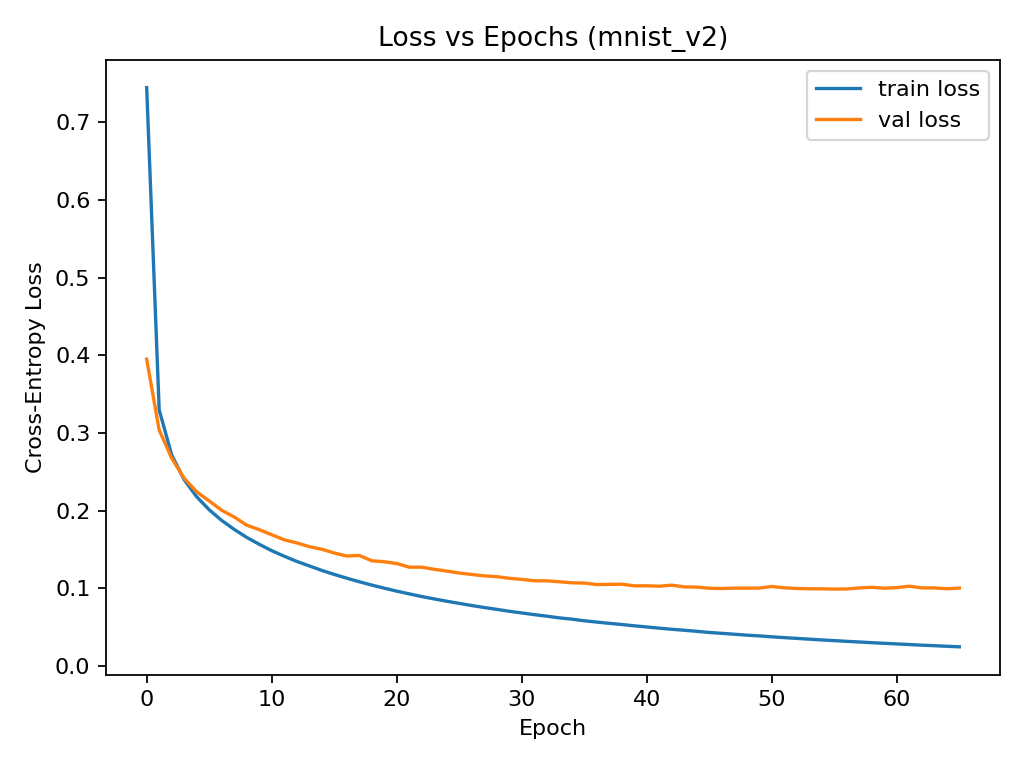 Loss vs Epochs (mnist_v2)
train loss
val loss
Cross-Entropy Loss
0.7
0.6
0.5
0.4
0.3
0.2
0.1
0.0
0 10 20 30 40 50 60
Epoch